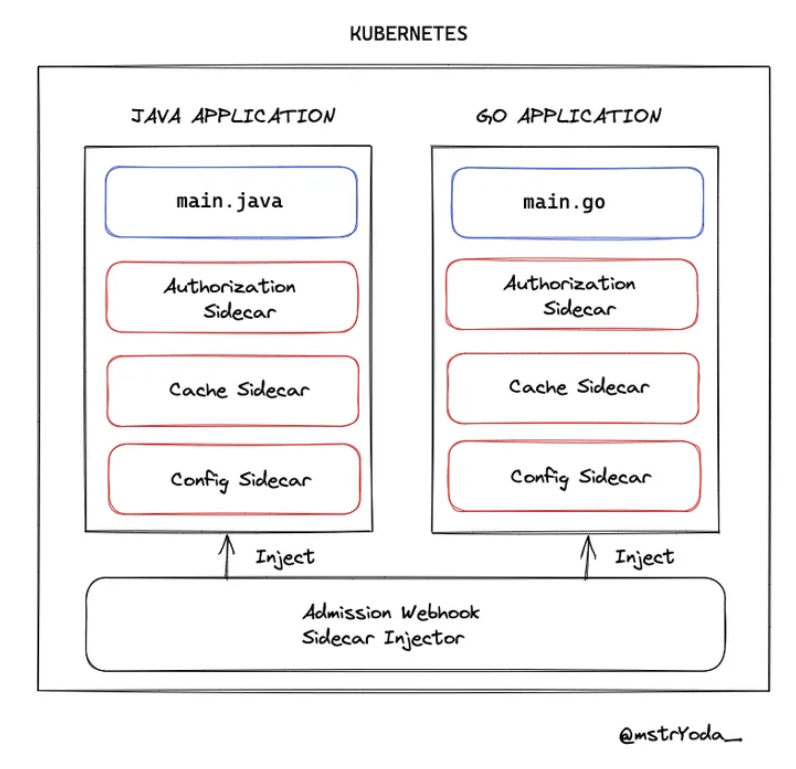 KUBERNETES
JAVA APPLICATION
GO APPLICATION
main.java
main.go
Authorization
Sidecar
Authorization
Sidecar
Cache Sidecar
Cache Sidecar
Config Sidecar
Config Sidecar
Inject
Inject
Admission Webhook
Sidecar Injector
@mstrYoda_